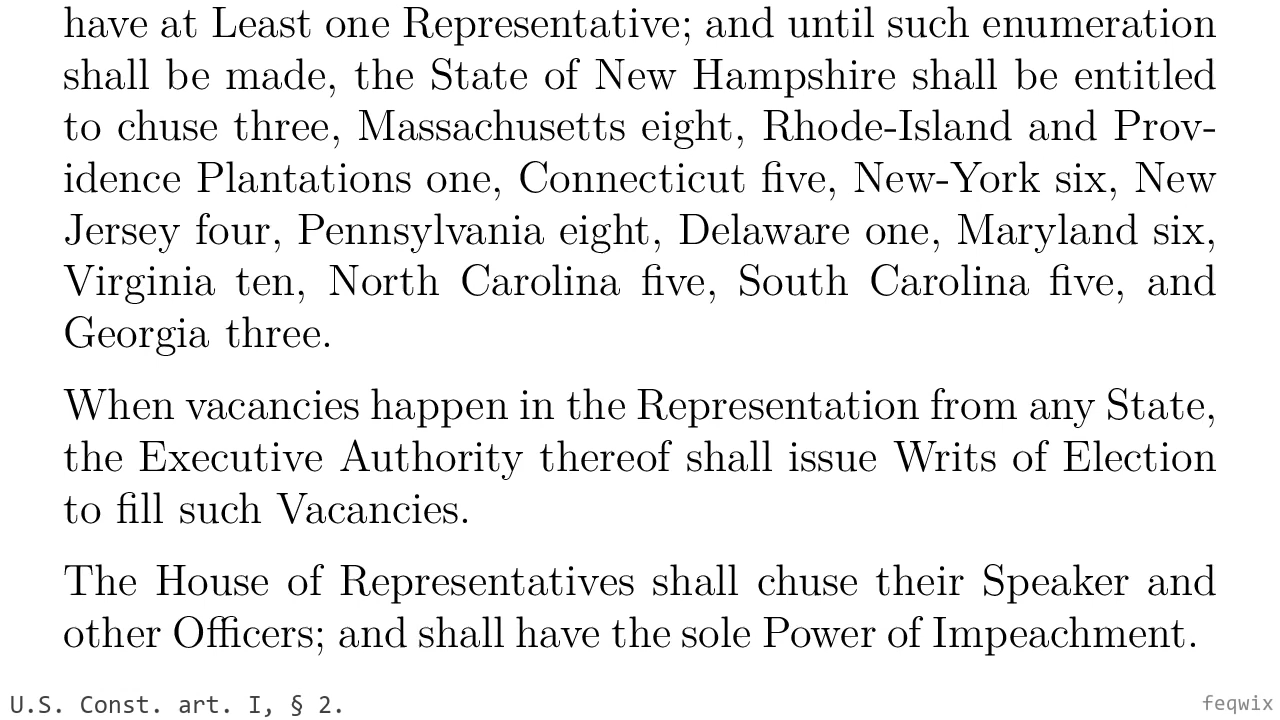 have at Least one Representative; and until such enumeration
shall be made, the State of New Hampshire shall be entitled
to chuse three, Massachusetts eight, Rhode-Island and Prov-
idence Plantations one, Connecticut five, New-York six, New
Jersey four, Pennsylvania eight, Delaware one, Maryland six,
Virginia ten, North Carolina five, South Carolina five, and
Georgia three.
When vacancies happen in the Representation from any State,
the Executive Authority thereof shall issue Writs of Election
to fill such Vacancies.
The House of Representatives shall chuse their Speaker and
other Officers; and shall have the sole Power of Impeachment.
U.S. Const. art. I, § 2.
feqwix